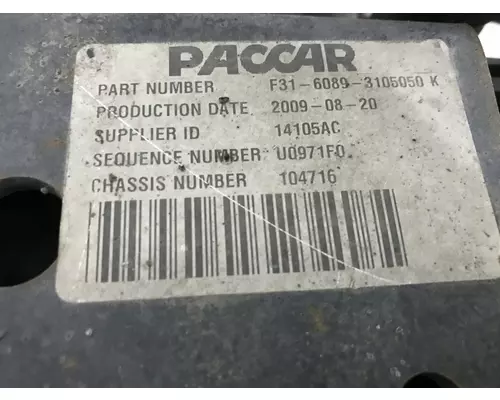 PACCAR
PART NUMBER F31-6089-3105050 K
PRODUCTION DATE 2009-08-20
SUPPLIER ID 14105AC
SEQUENCE NUMBER U0971F0
CHASSIS NUMBER 104716